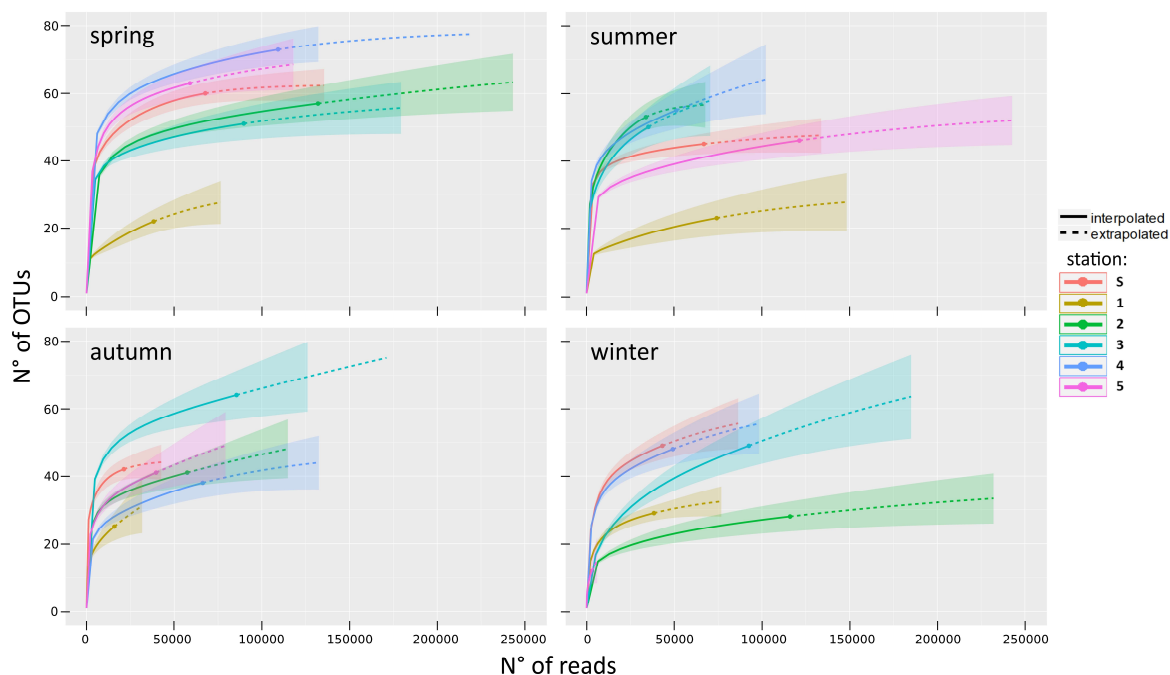 80
60
40
20
0
spring
summer
80
60
40
20
0
autumn
winter
0
50000
100000
150000
200000
250000
0
50000
100000
150000
200000
250000
N° of OTUs
N° of reads
interpolated
extrapolated
station:
S
1
2
3
4
5